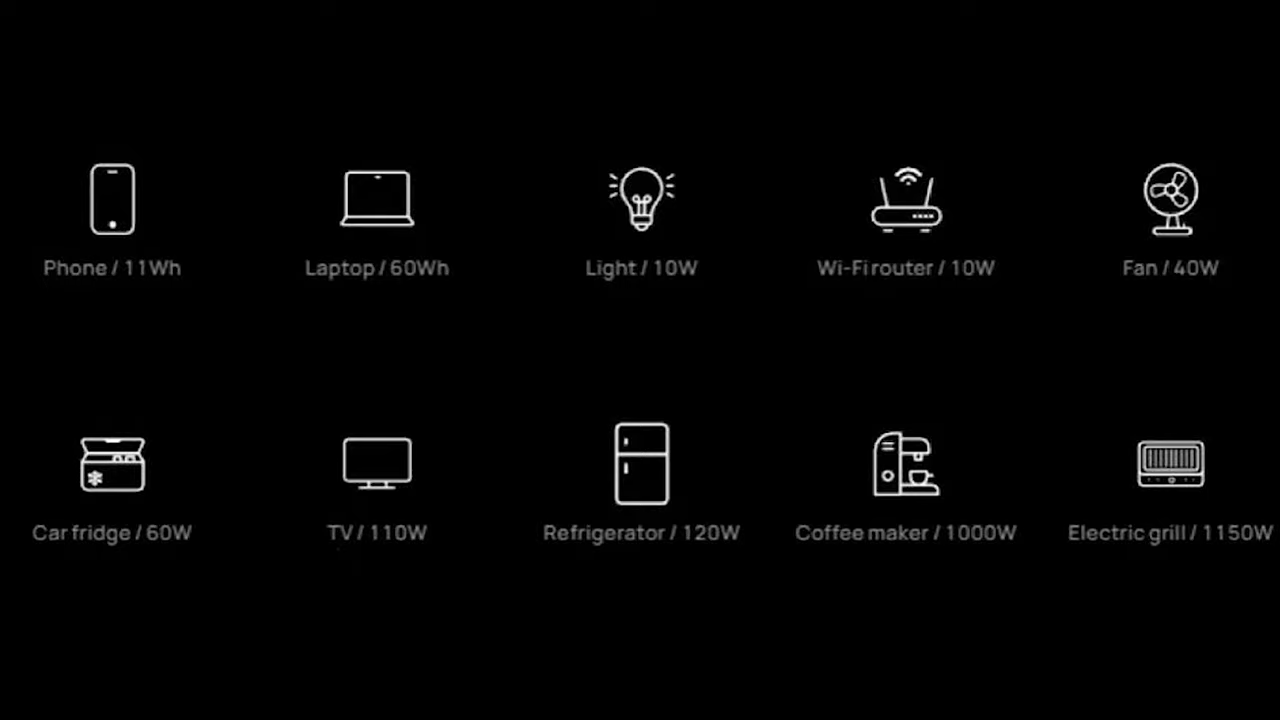 Phone / 11Wh
Laptop / 60Wh
Light / 10W
Wi-Fi router / 10W
Fan / 40W
Car fridge / 60W
TV / 110W
Refrigerator / 120W
Coffee maker / 1000W
Electric grill / 1150W